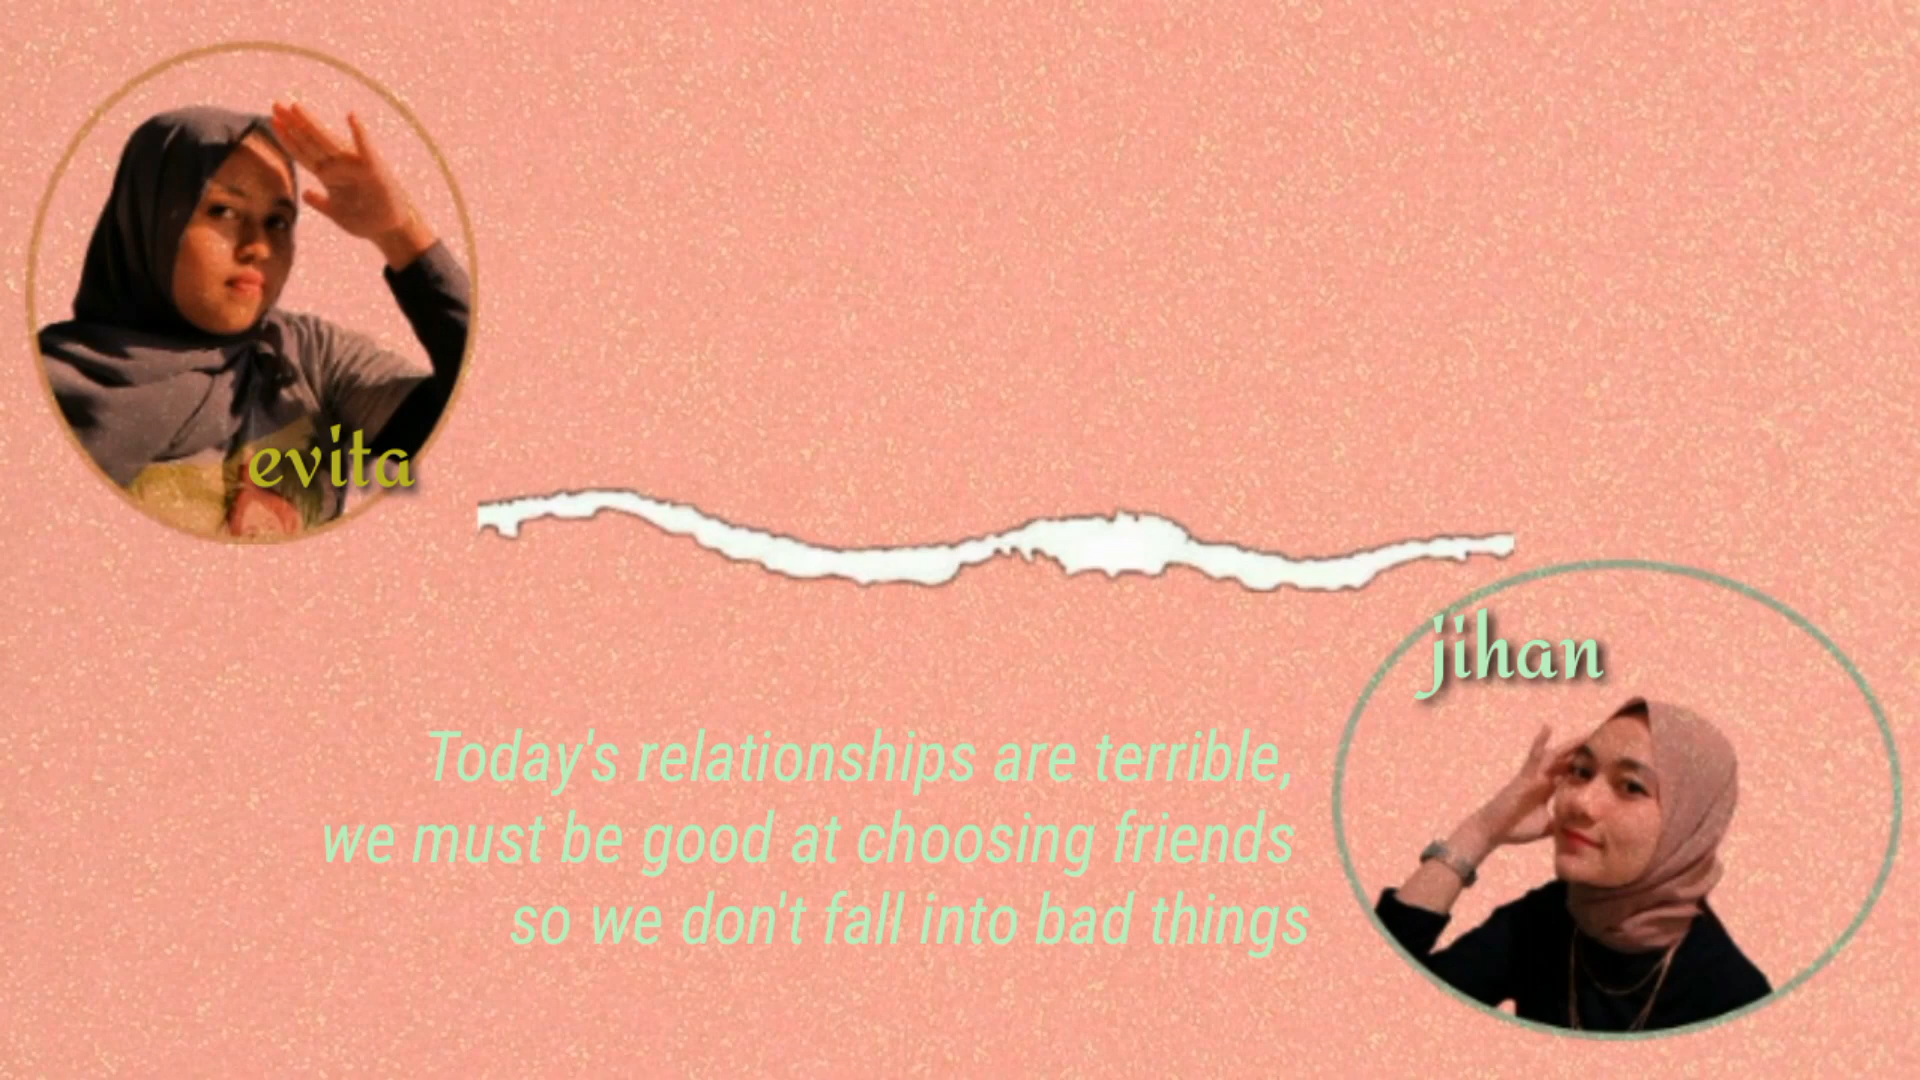 evita
jihan
Today's relationships are terrible,
we must be good at choosing friends
so we don't fall into bad things